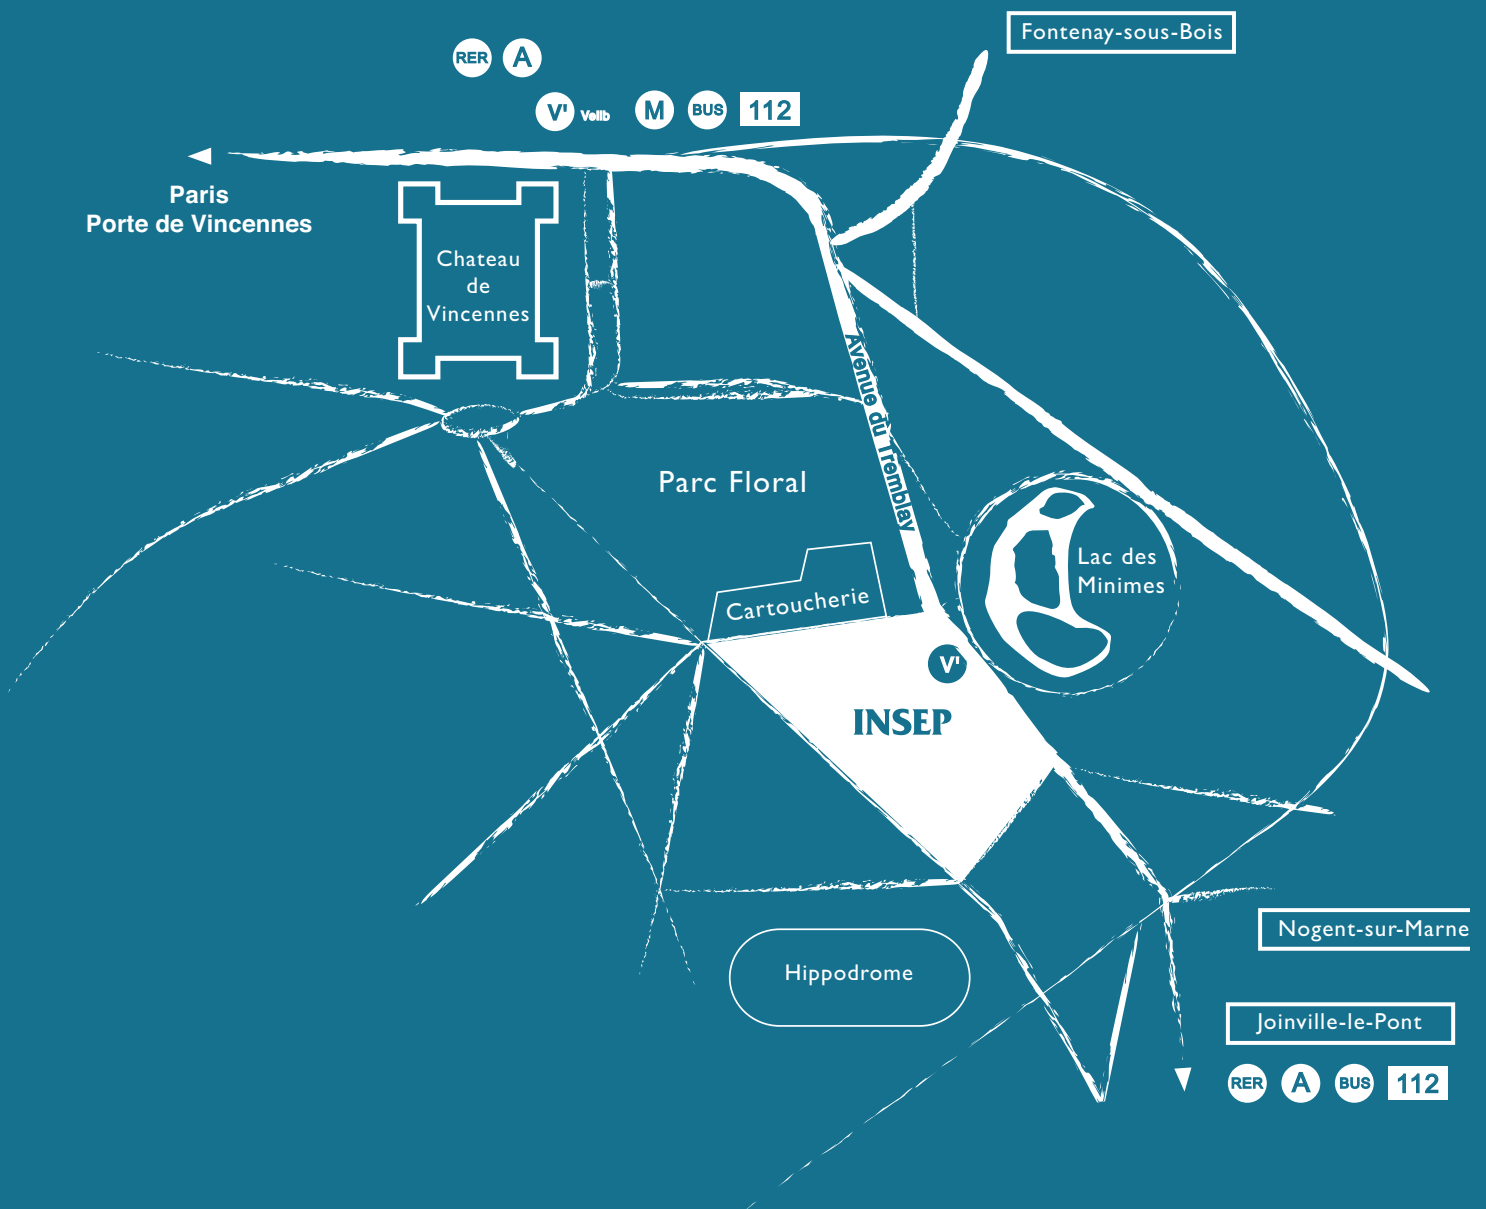 Fontenay-sous-Bois
RER A
V' Velib M BUS 112
Paris
Porte de Vincennes
Chateau
de
Vincennes
Avenue du Tremblay
Parc Floral
Lac des
Minimes
Cartoucherie
V'
INSEP
Nogent-sur-Marne
Hippodrome
Joinville-le-Pont
RER A BUS 112